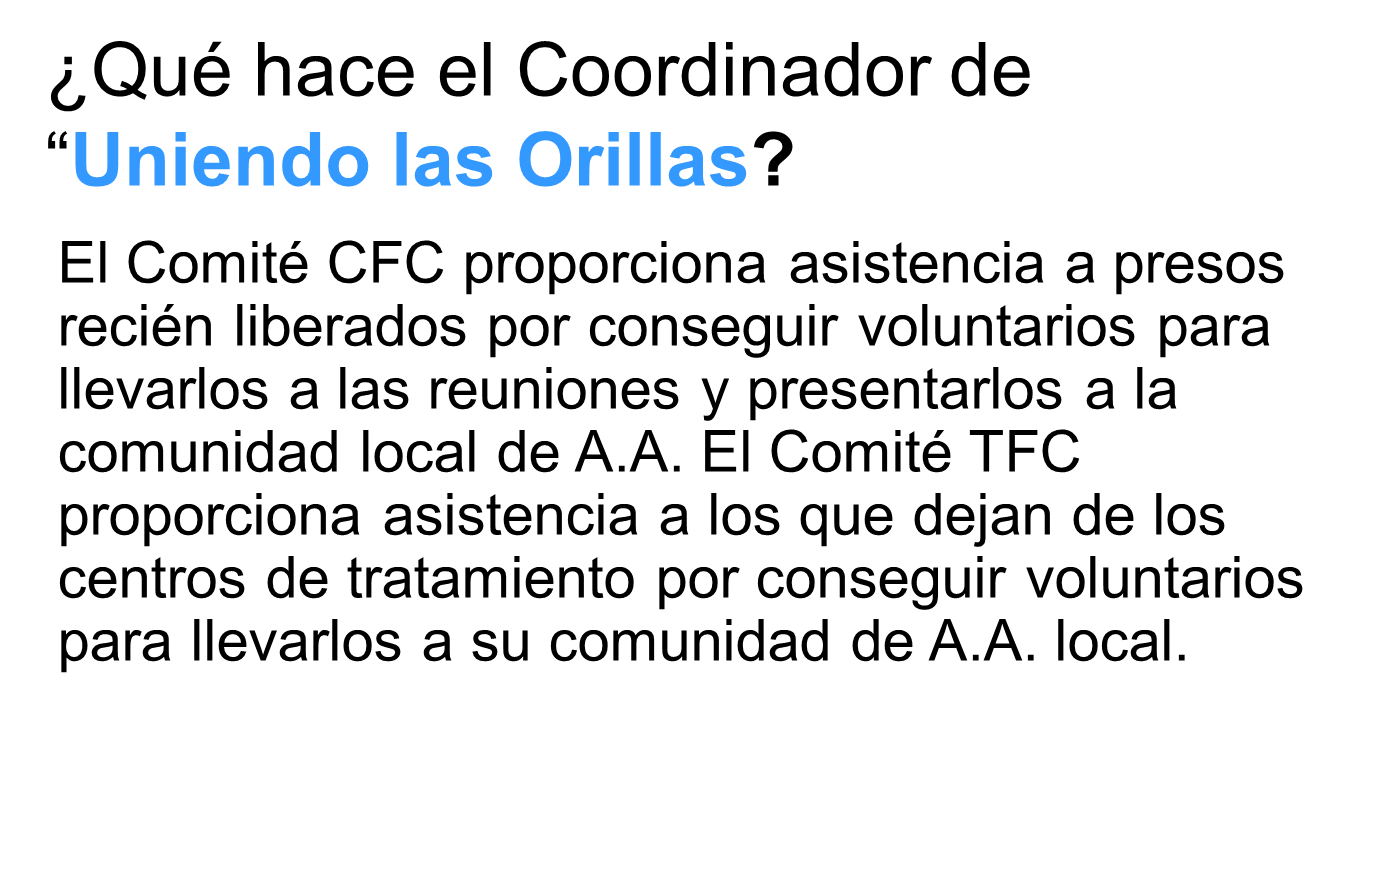 ¿Qué hace el Coordinador de
“Uniendo las Orillas?
El Comité CFC proporciona asistencia a presos
recién liberados por conseguir voluntarios para
llevarlos a las reuniones y presentarlos a la
comunidad local de A.A. El Comité TFC
proporciona asistencia a los que dejan de los
centros de tratamiento por conseguir voluntarios
para llevarlos a su comunidad de A.A. local.